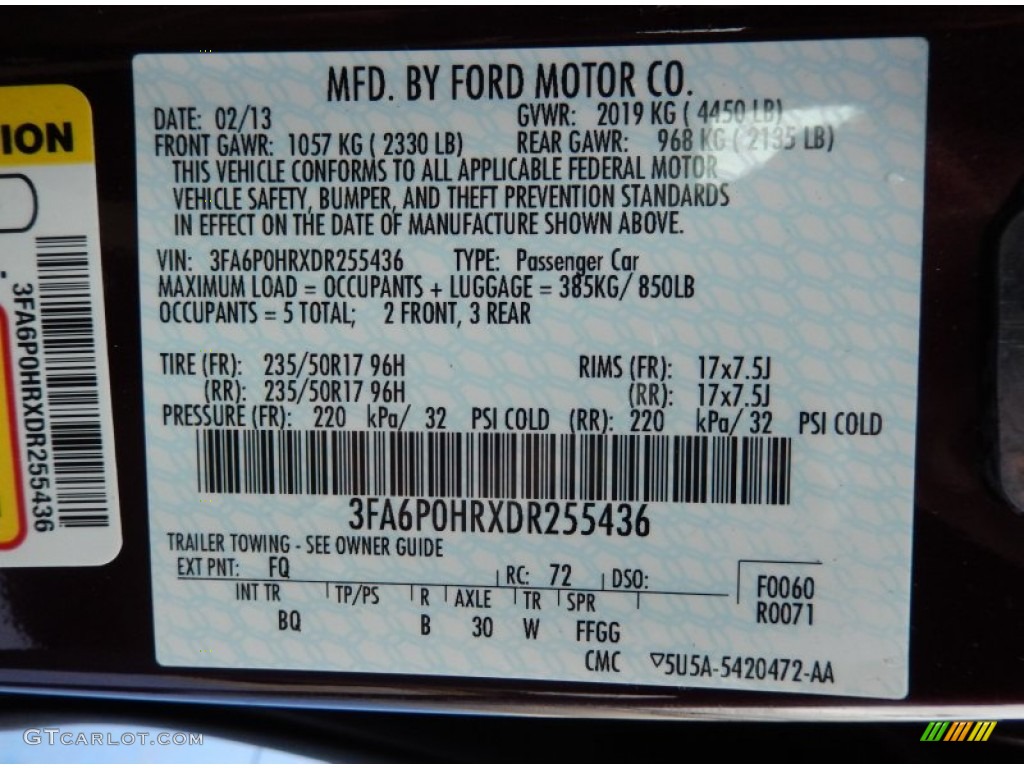 MFD. BY FORD MOTOR CO.
DATE: 02/13 GVWR: 2019 KG ( 4450 LB)
FRONT GAWR: 1057 KG ( 2330 LB) REAR GAWR: 968 KG ( 2135 LB)
THIS VEHICLE CONFORMS TO ALL APPLICABLE FEDERAL MOTOR
VEHICLE SAFETY, BUMPER, AND THEFT PREVENTION STANDARDS
IN EFFECT ON THE DATE OF MANUFACTURE SHOWN ABOVE.
VIN: 3FA6P0HRXDR255436 TYPE: Passenger Car
MAXIMUM LOAD = OCCUPANTS + LUGGAGE = 385KG/ 850LB
OCCUPANTS = 5 TOTAL; 2 FRONT, 3 REAR
TIRE (FR): 235/50R17 96H RIMS (FR): 17x7.5J
(RR): 235/50R17 96H (RR): 17x7.5J
PRESSURE (FR): 220 kPa/ 32 PSI COLD (RR): 220 kPa/ 32 PSI COLD
3FA6P0HRXDR255436
TRAILER TOWING - SEE OWNER GUIDE
EXT PNT: FQ RC: 72 DSO:
F0060
R0071
INT TR TP/PS R AXLE TR SPR
BQ B 30 W FFGG
CMC ▽5U5A-5420472-AA
ION
3FA6P0HRXDR255436
GTCARLOT.COM